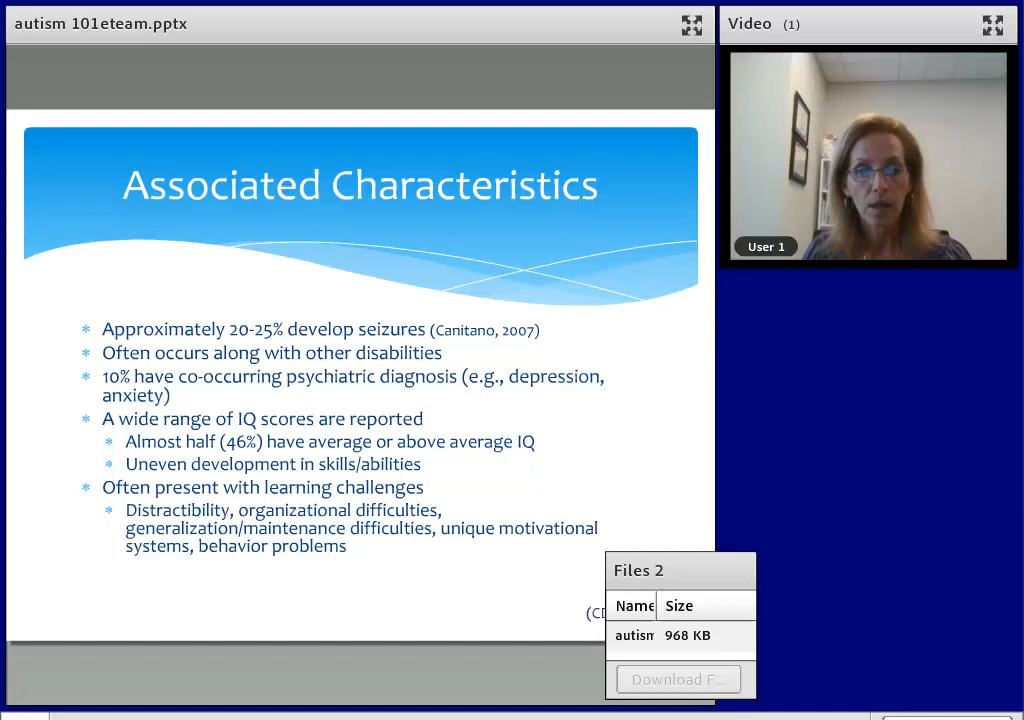 autism 101eteam.pptx
Video (1)
User 1
Associated Characteristics
* Approximately 20-25% develop seizures (Canitano, 2007)
* Often occurs along with other disabilities
* 10% have co-occurring psychiatric diagnosis (e.g., depression,
anxiety)
* A wide range of IQ scores are reported
* Almost half (46%) have average or above average IQ
* Uneven development in skills/abilities
* Often present with learning challenges
* Distractibility, organizational difficulties,
generalization/maintenance difficulties, unique motivational
systems, behavior problems
Files 2
Name Size
autism 968 KB
Download F...